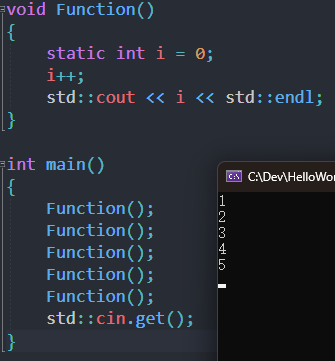 void Function()
{
    static int i = 0;
    i++;
    std::cout << i << std::endl;
}
int main()
{
    Function();
    Function();
    Function();
    Function();
    Function();
    std::cin.get();
}
C:\Dev\HelloWor
1
2
3
4
5